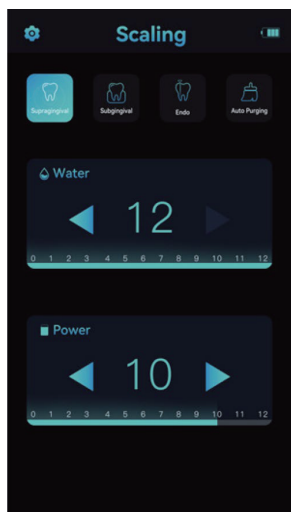 Scaling
Supragingival Subgingival Endo Auto Purging
Water
12
0 1 2 3 4 5 6 7 8 9 10 11 12
Power
10
0 1 2 3 4 5 6 7 8 9 10 11 12